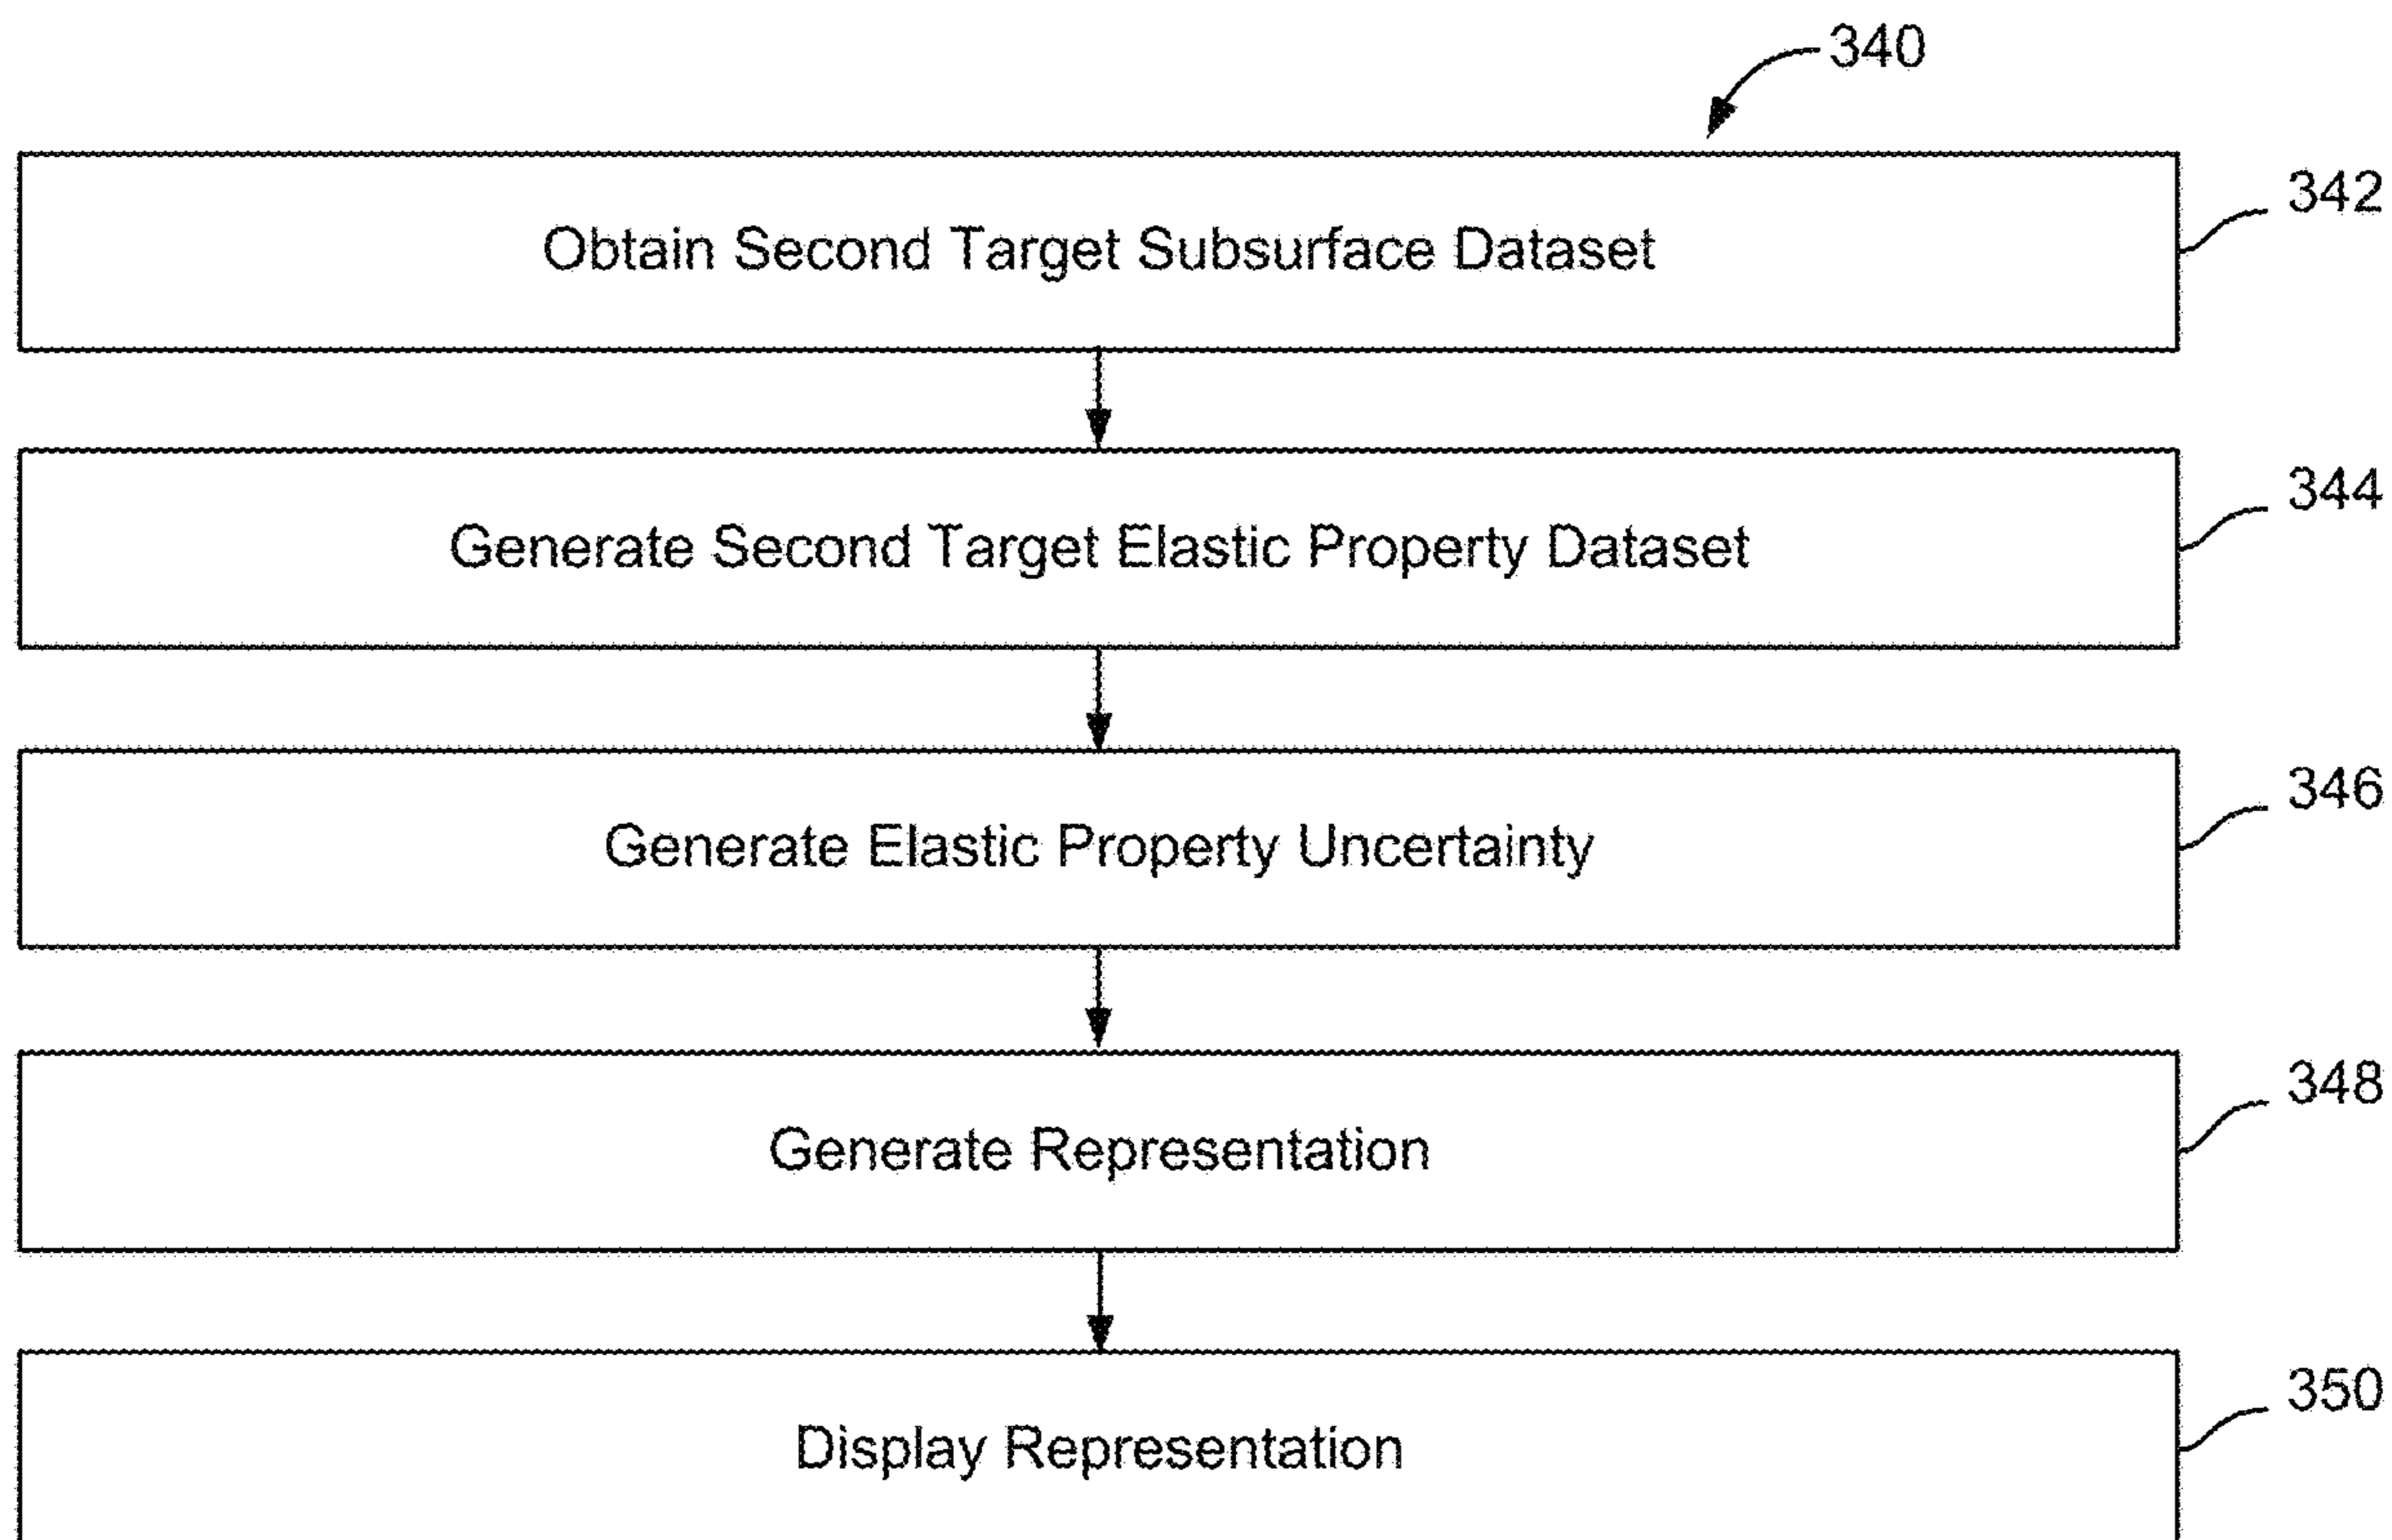 340
342
Obtain Second Target Subsurface Dataset
344
Generate Second Target Elastic Property Dataset
346
Generate Elastic Property Uncertainty
348
Generate Representation
350
Display Representation